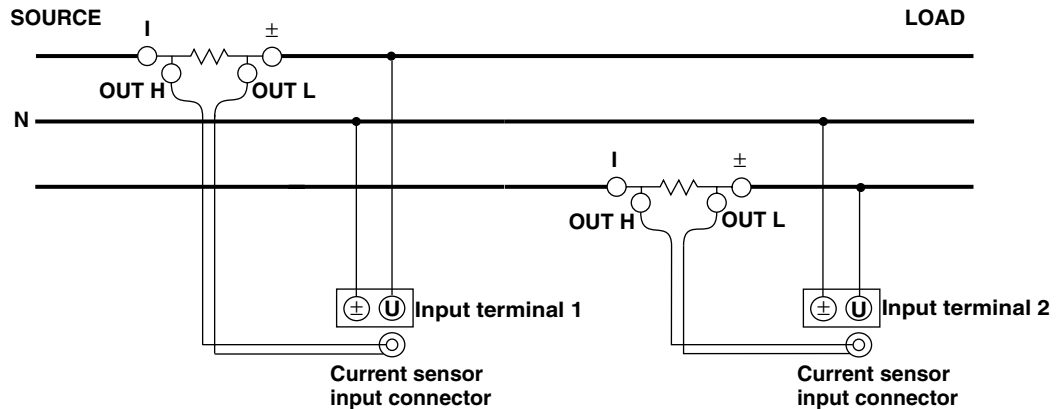 SOURCE
LOAD
I
±
OUT H
OUT L
N
I
±
OUT H
OUT L
± U Input terminal 1
± U Input terminal 2
Current sensor
input connector
Current sensor
input connector